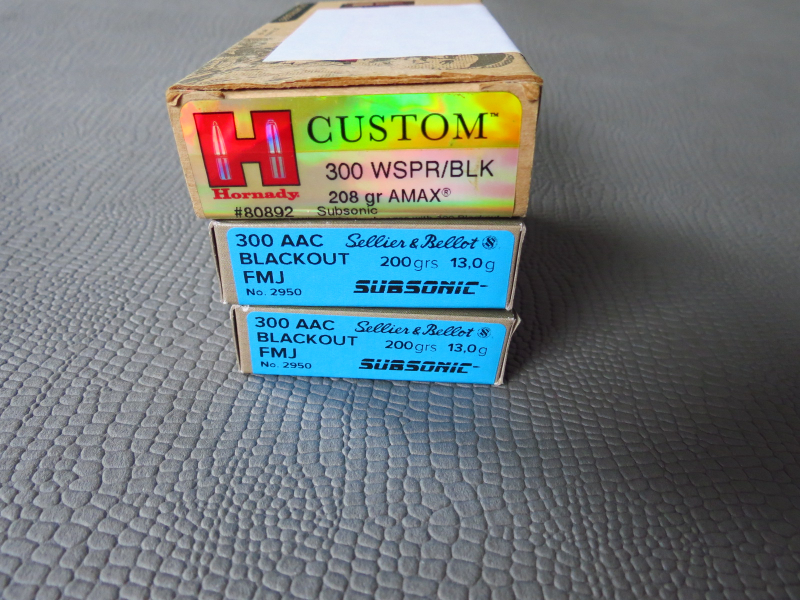 H CUSTOM™
300 WSPR/BLK
Hornady
208 gr AMAX®
#80892 Subsonic
300 AAC Sellier & Bellot
BLACKOUT 200grs 13,0g
FMJ SUBSONIC
No. 2950
300 AAC Sellier & Bellot
BLACKOUT 200grs 13,0g
FMJ SUBSONIC
No. 2950